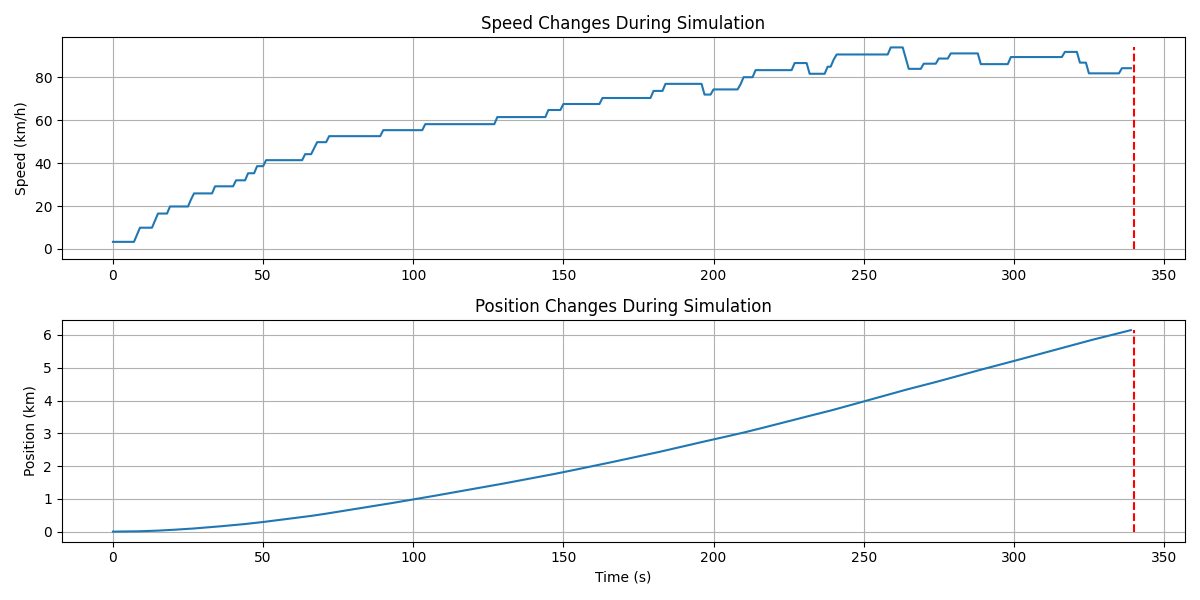 Speed Changes During Simulation
Speed (km/h)
80
60
40
20
0
0 50 100 150 200 250 300 350
Position Changes During Simulation
Position (km)
6
5
4
3
2
1
0
0 50 100 150 200 250 300 350
Time (s)